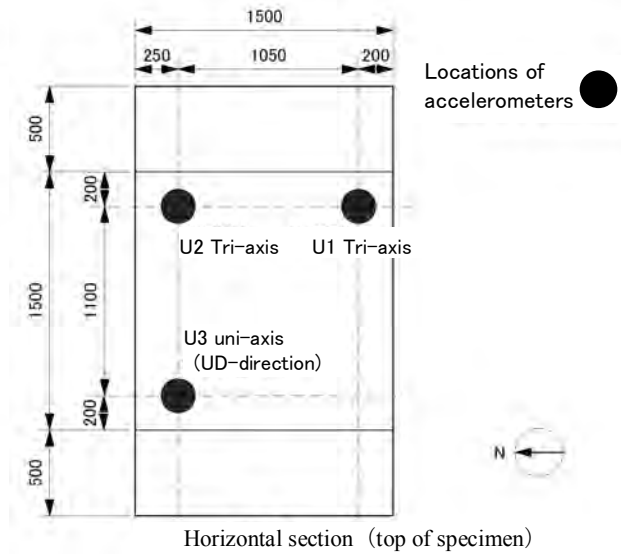 1500
250
1050
200
Locations of
accelerometers
500
200
U2 Tri-axis
U1 Tri-axis
1500
1100
U3 uni-axis
(UD-direction)
200
500
N
Horizontal section (top of specimen)